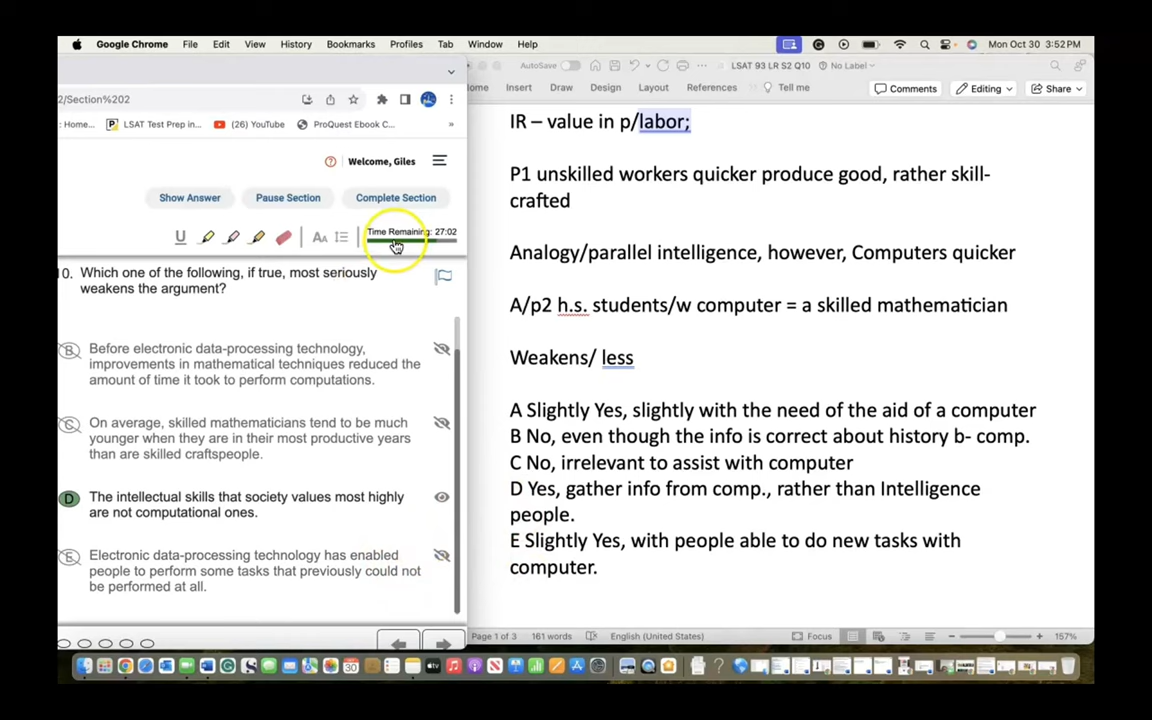 Google Chrome File Edit View History Bookmarks Profiles Tab Window Help Mon Oct 30 3:52 PM
AutoSave LSAT 93 LR S2 Q10 No Label
2/Section%202
ome Insert Draw Design Layout References Tell me Comments Editing Share
: Home... LSAT Test Prep in... (26) YouTube ProQuest Ebook C... »
Welcome, Giles
Show Answer Pause Section Complete Section
Time Remaining: 27:02
10. Which one of the following, if true, most seriously
weakens the argument?
B Before electronic data-processing technology,
improvements in mathematical techniques reduced the
amount of time it took to perform computations.
C On average, skilled mathematicians tend to be much
younger when they are in their most productive years
than are skilled craftspeople.
D The intellectual skills that society values most highly
are not computational ones.
E Electronic data-processing technology has enabled
people to perform some tasks that previously could not
be performed at all.
IR – value in p/labor;
P1 unskilled workers quicker produce good, rather skill-
crafted
Analogy/parallel intelligence, however, Computers quicker
A/p2 h.s. students/w computer = a skilled mathematician
Weakens/ less
A Slightly Yes, slightly with the need of the aid of a computer
B No, even though the info is correct about history b- comp.
C No, irrelevant to assist with computer
D Yes, gather info from comp., rather than Intelligence
people.
E Slightly Yes, with people able to do new tasks with
computer.
Page 1 of 3 161 words English (United States) Focus 157%